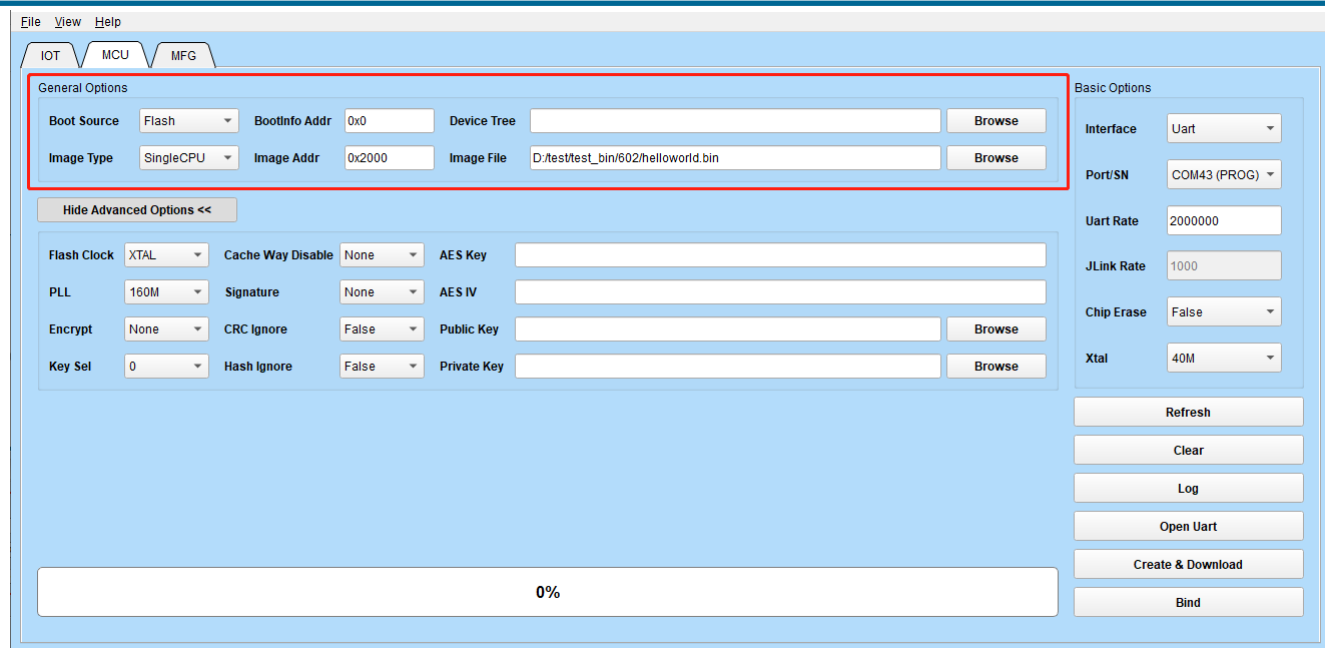 File View Help
IOT MCU MFG
General Options
Boot Source Flash BootInfo Addr 0x0 Device Tree Browse
Image Type SingleCPU Image Addr 0x2000 Image File D:/test/test_bin/602/helloworld.bin Browse
Hide Advanced Options <<
Flash Clock XTAL Cache Way Disable None AES Key
PLL 160M Signature None AES IV
Encrypt None CRC Ignore False Public Key Browse
Key Sel 0 Hash Ignore False Private Key Browse
0%
Basic Options
Interface Uart
Port/SN COM43 (PROG)
Uart Rate 2000000
JLink Rate 1000
Chip Erase False
Xtal 40M
Refresh
Clear
Log
Open Uart
Create & Download
Bind